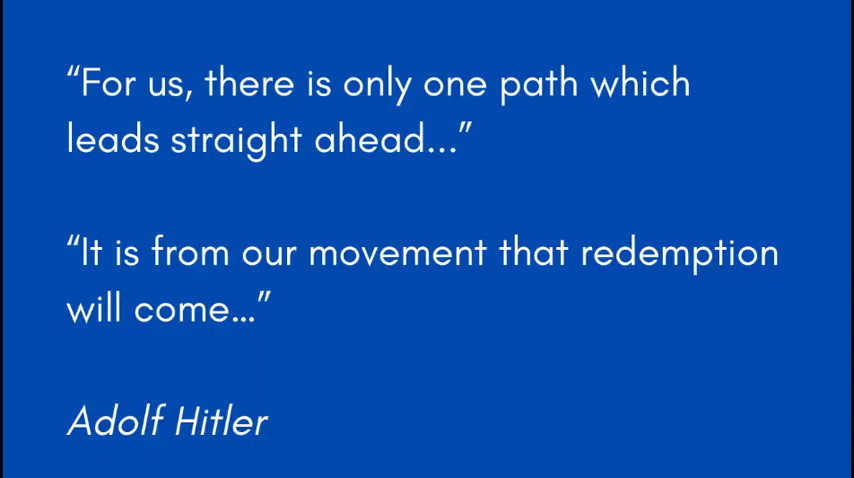 “For us, there is only one path which
leads straight ahead...”
“It is from our movement that redemption
will come...”
Adolf Hitler